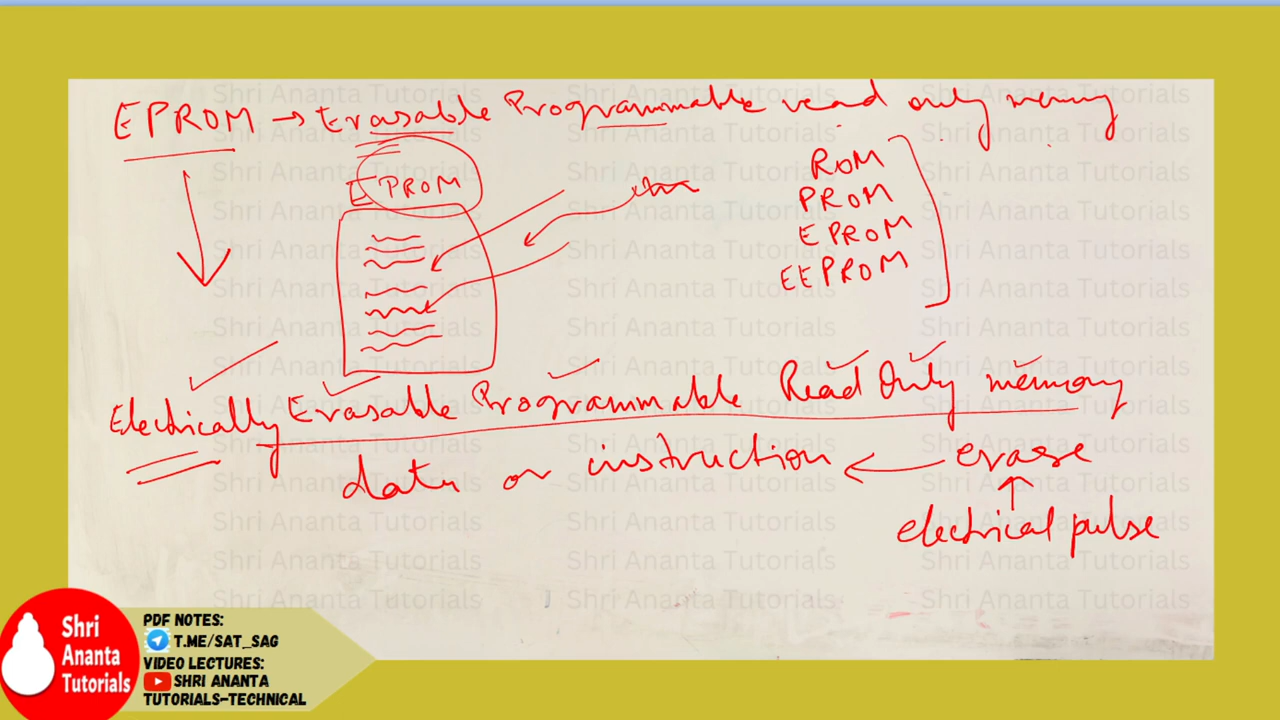 EPROM → Erasable Programmable read only memory
EPROM
ROM
PROM
EPROM
EEPROM
Electrically Erasable Programmable Read Only memory
data or instruction ← erase
electrical pulse
Shri Ananta Tutorials
PDF NOTES:
T.ME/SAT_SAG
VIDEO LECTURES:
SHRI ANANTA
TUTORIALS-TECHNICAL